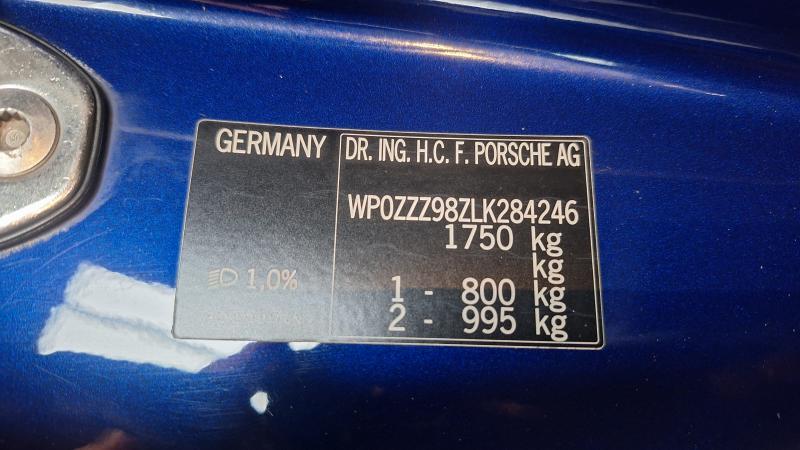 GERMANY
DR. ING. H.C. F. PORSCHE AG
WP0ZZZ98ZLK284246
1750 kg
kg
1 - 800 kg
2 - 995 kg
1,0%